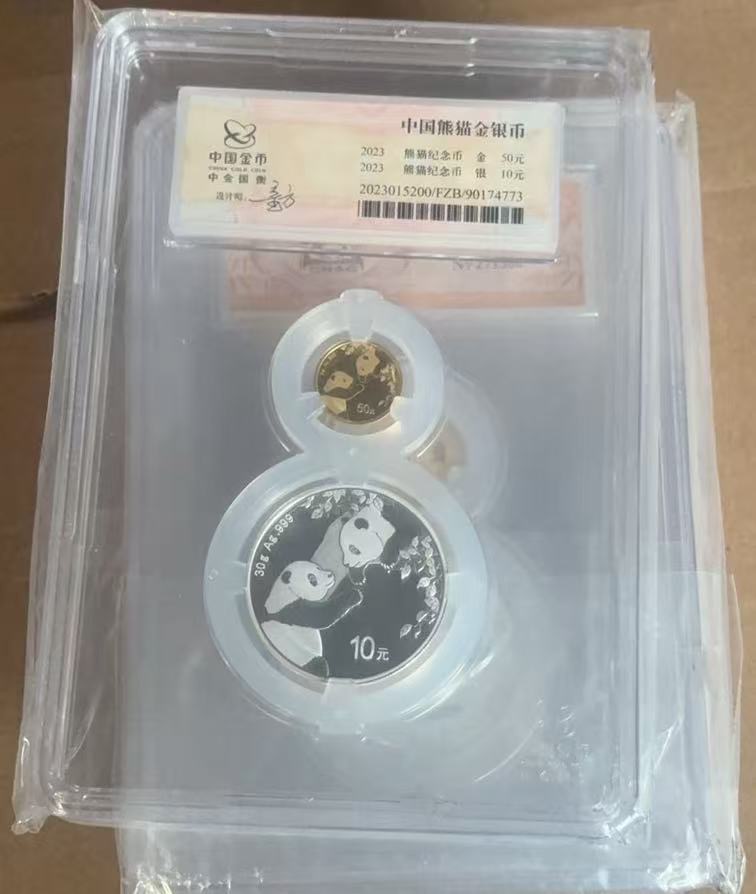 中国熊猫金银币
中国金币
CHINA GOLD COIN
中金国衡
设计师:
2023 熊猫纪念币 金 50元
2023 熊猫纪念币 银 10元
2023015200/FZB/90174773
50元
30g Ag.999
10元